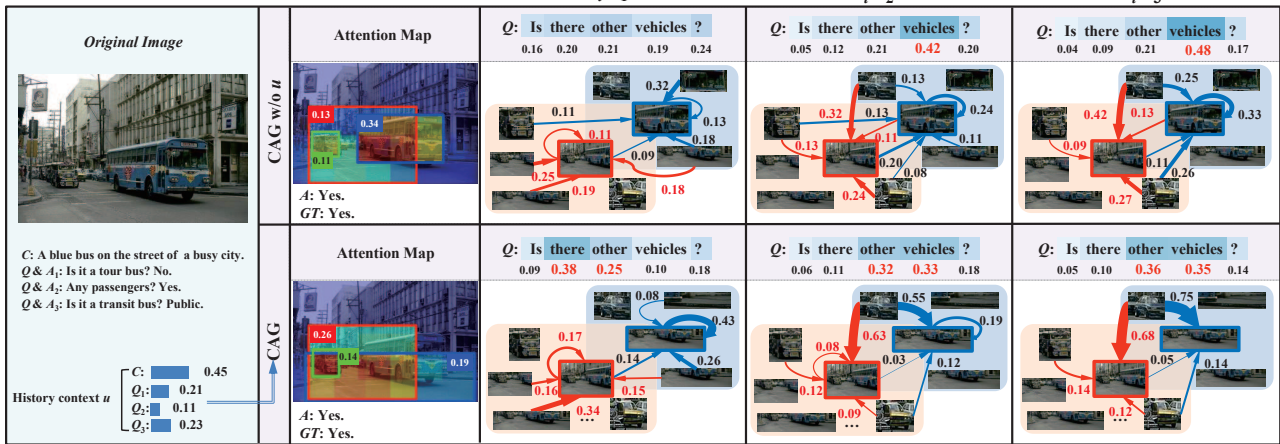 Original Image
C: A blue bus on the street of a busy city.
Q & A1: Is it a tour bus? No.
Q & A2: Any passengers? Yes.
Q & A3: Is it a transit bus? Public.
History context u
C: 0.45
Q1: 0.21
Q2: 0.11
Q3: 0.23
CAG w/o u
Attention Map
0.13
0.34
0.11
A: Yes.
GT: Yes.
Q: Is there other vehicles ?
0.16 0.20 0.21 0.19 0.24
0.32
0.11
0.13
0.11
0.18
0.09
0.25
0.19
0.18
Q: Is there other vehicles ?
0.05 0.12 0.21 0.42 0.20
0.13
0.32
0.13
0.24
0.11
0.13
0.11
0.20
0.08
0.24
Q: Is there other vehicles ?
0.04 0.09 0.21 0.48 0.17
0.25
0.42
0.13
0.33
0.09
0.11
0.26
0.27
CAG
Attention Map
0.26
0.14
0.19
A: Yes.
GT: Yes.
Q: Is there other vehicles ?
0.09 0.38 0.25 0.10 0.18
0.08
0.43
0.17
0.14
0.26
0.16
0.15
0.34
...
Q: Is there other vehicles ?
0.06 0.11 0.32 0.33 0.18
0.55
0.63
0.19
0.08
0.03
0.12
0.12
0.09
...
Q: Is there other vehicles ?
0.05 0.10 0.36 0.35 0.14
0.75
0.68
0.05
0.14
0.14
0.12
...